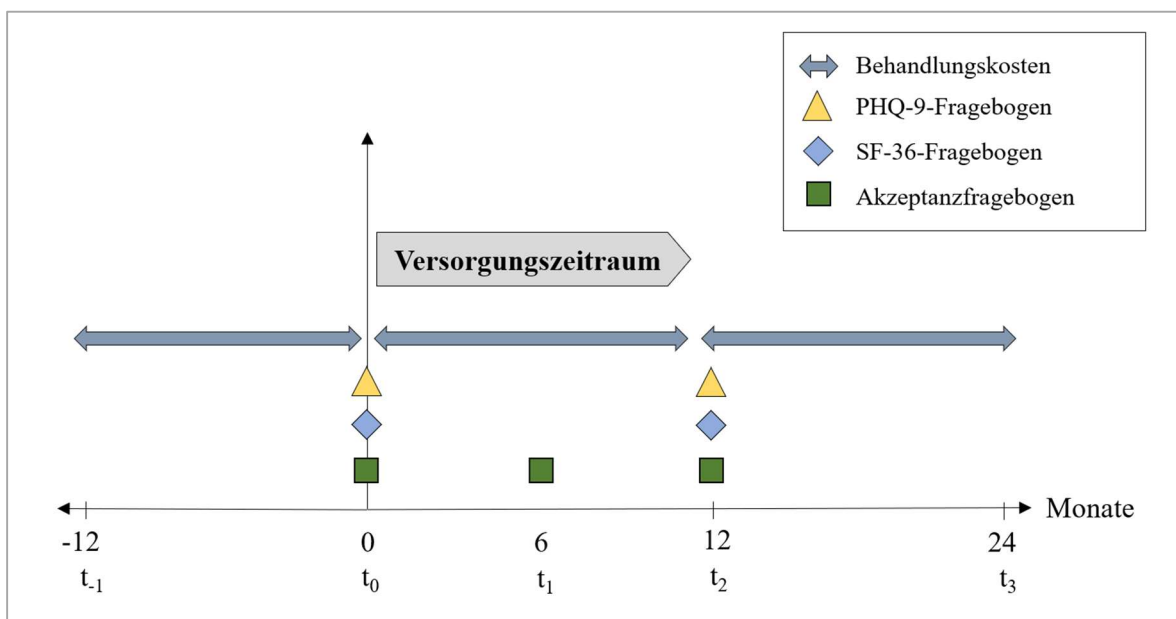 Behandlungskosten
PHQ-9-Fragebogen
SF-36-Fragebogen
Akzeptanzfragebogen
Versorgungszeitraum
Monate
-12 0 6 12 24
t-1 t0 t1 t2 t3